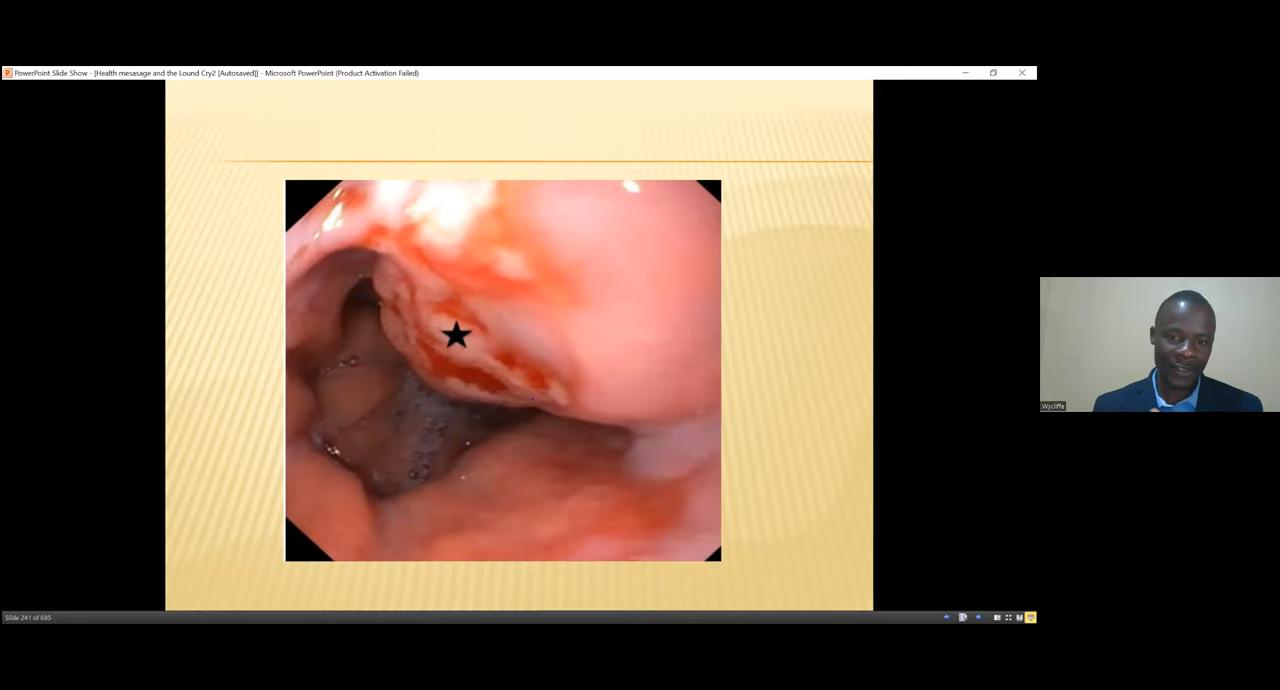 PowerPoint Slide Show - [Health mesasage and the Lound Cry2 [Autosaved]] - Microsoft PowerPoint (Product Activation Failed)
Wycliffe
Slide 241 of 695